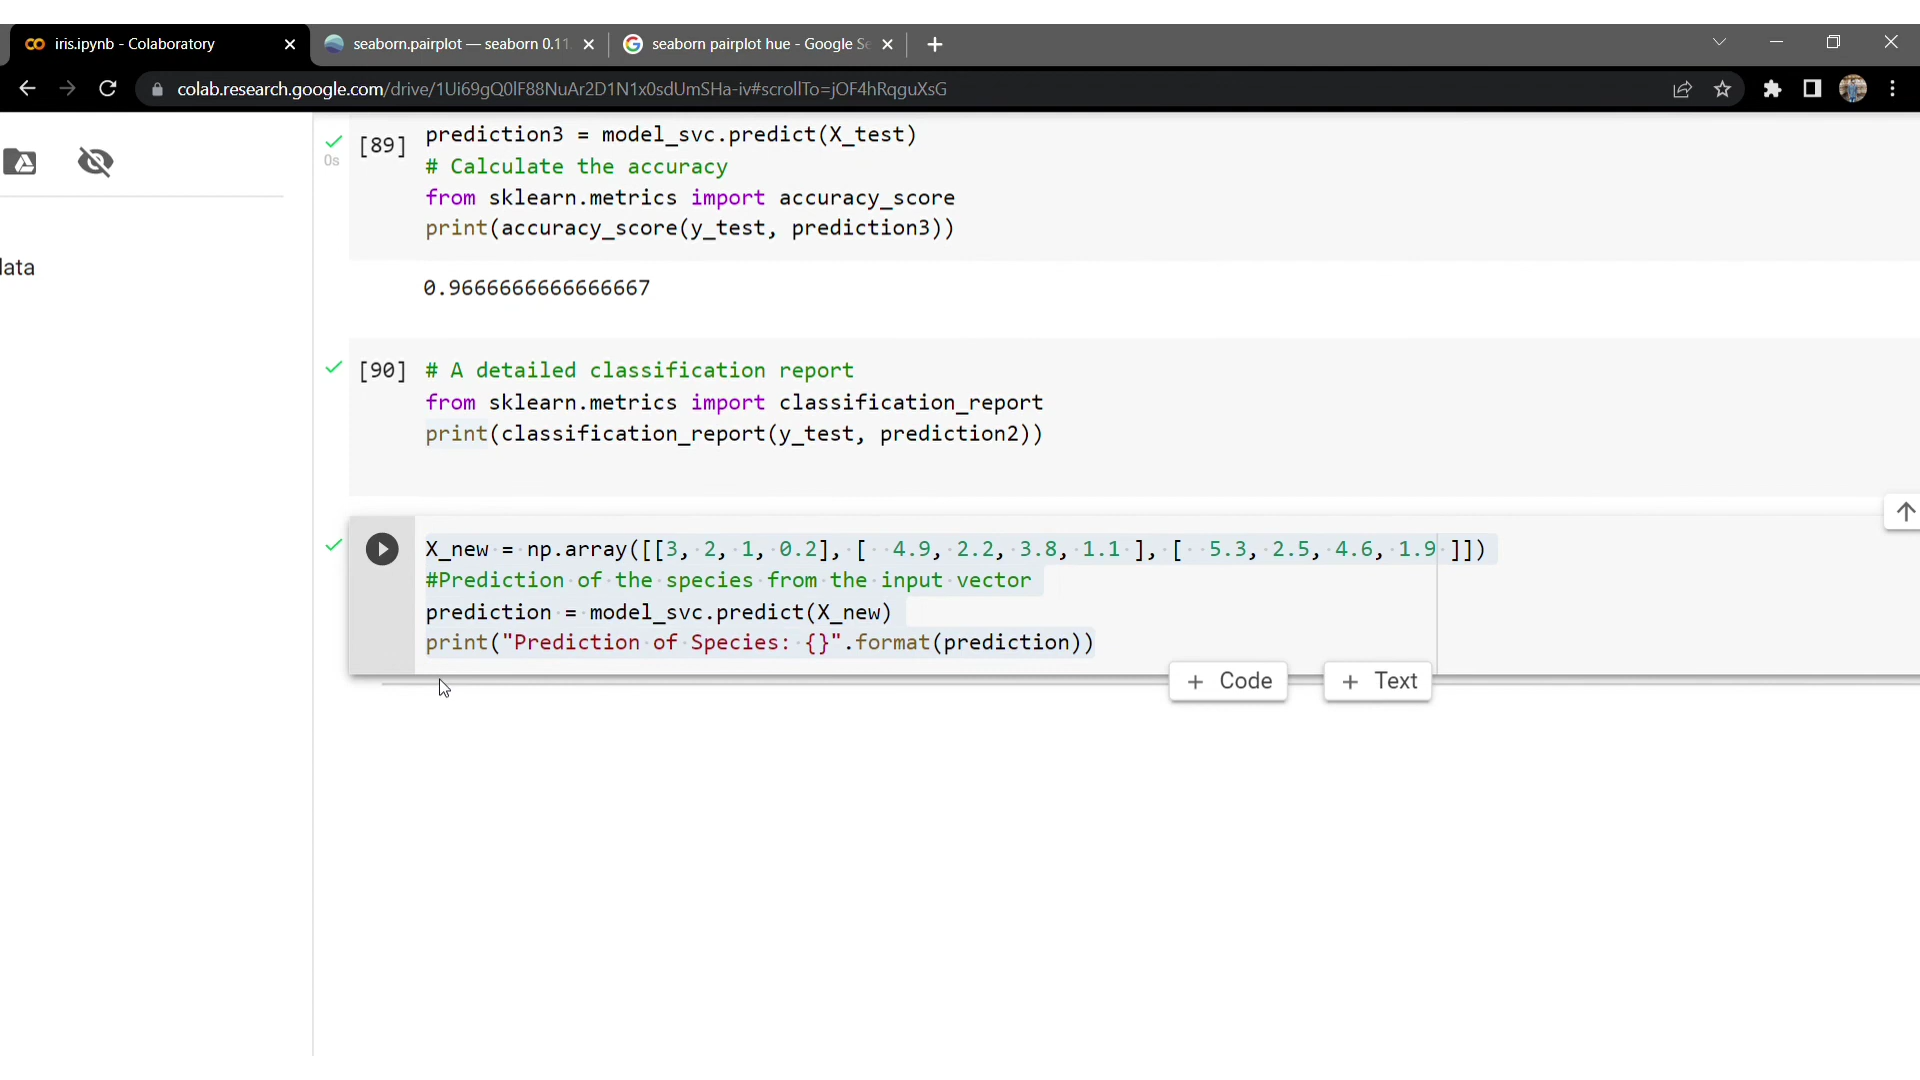 iris.ipynb - Colaboratory
seaborn.pairplot — seaborn 0.11
seaborn pairplot hue - Google Se
colab.research.google.com/drive/1Ui69gQ0lF88NuAr2D1N1x0sdUmSHa-iv#scrollTo=jOF4hRqguXsG
data
0s
[89] prediction3 = model_svc.predict(X_test)
# Calculate the accuracy
from sklearn.metrics import accuracy_score
print(accuracy_score(y_test, prediction3))
0.9666666666666667
[90] # A detailed classification report
from sklearn.metrics import classification_report
print(classification_report(y_test, prediction2))
X_new = np.array([[3, 2, 1, 0.2], [  4.9, 2.2, 3.8, 1.1 ], [  5.3, 2.5, 4.6, 1.9 ]])
#Prediction of the species from the input vector
prediction = model_svc.predict(X_new)
print("Prediction of Species: {}".format(prediction))
+ Code
+ Text